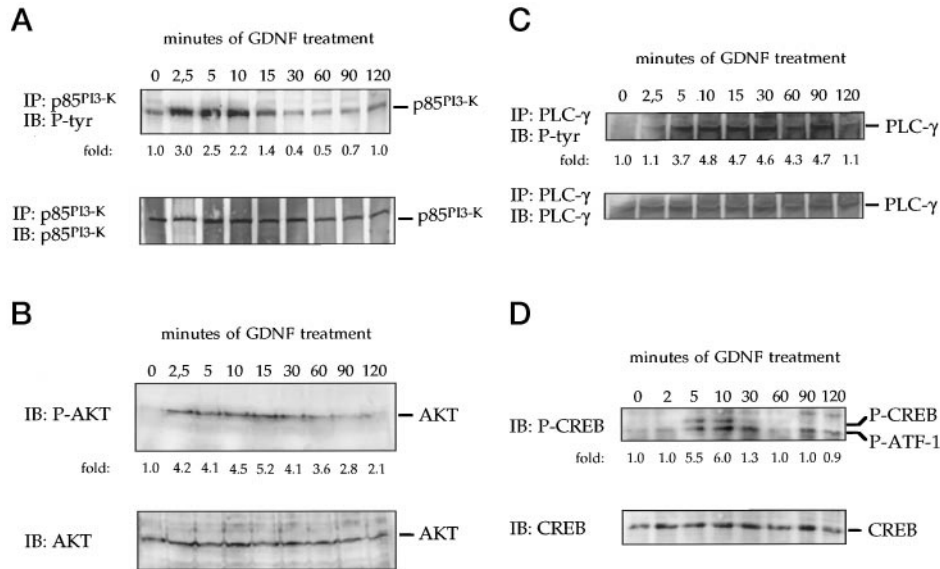 A
minutes of GDNF treatment
0 2,5 5 10 15 30 60 90 120
IP: p85PI3-K
IB: P-tyr
p85PI3-K
fold: 1.0 3.0 2.5 2.2 1.4 0.4 0.5 0.7 1.0
IP: p85PI3-K
IB: p85PI3-K
p85PI3-K
B
minutes of GDNF treatment
0 2,5 5 10 15 30 60 90 120
IB: P-AKT
AKT
fold: 1.0 4.2 4.1 4.5 5.2 4.1 3.6 2.8 2.1
IB: AKT
AKT
C
minutes of GDNF treatment
0 2,5 5 10 15 30 60 90 120
IP: PLC-γ
IB: P-tyr
PLC-γ
fold: 1.0 1.1 3.7 4.8 4.7 4.6 4.3 4.7 1.1
IP: PLC-γ
IB: PLC-γ
PLC-γ
D
minutes of GDNF treatment
0 2 5 10 30 60 90 120
IB: P-CREB
P-CREB
P-ATF-1
fold: 1.0 1.0 5.5 6.0 1.3 1.0 1.0 0.9
IB: CREB
CREB